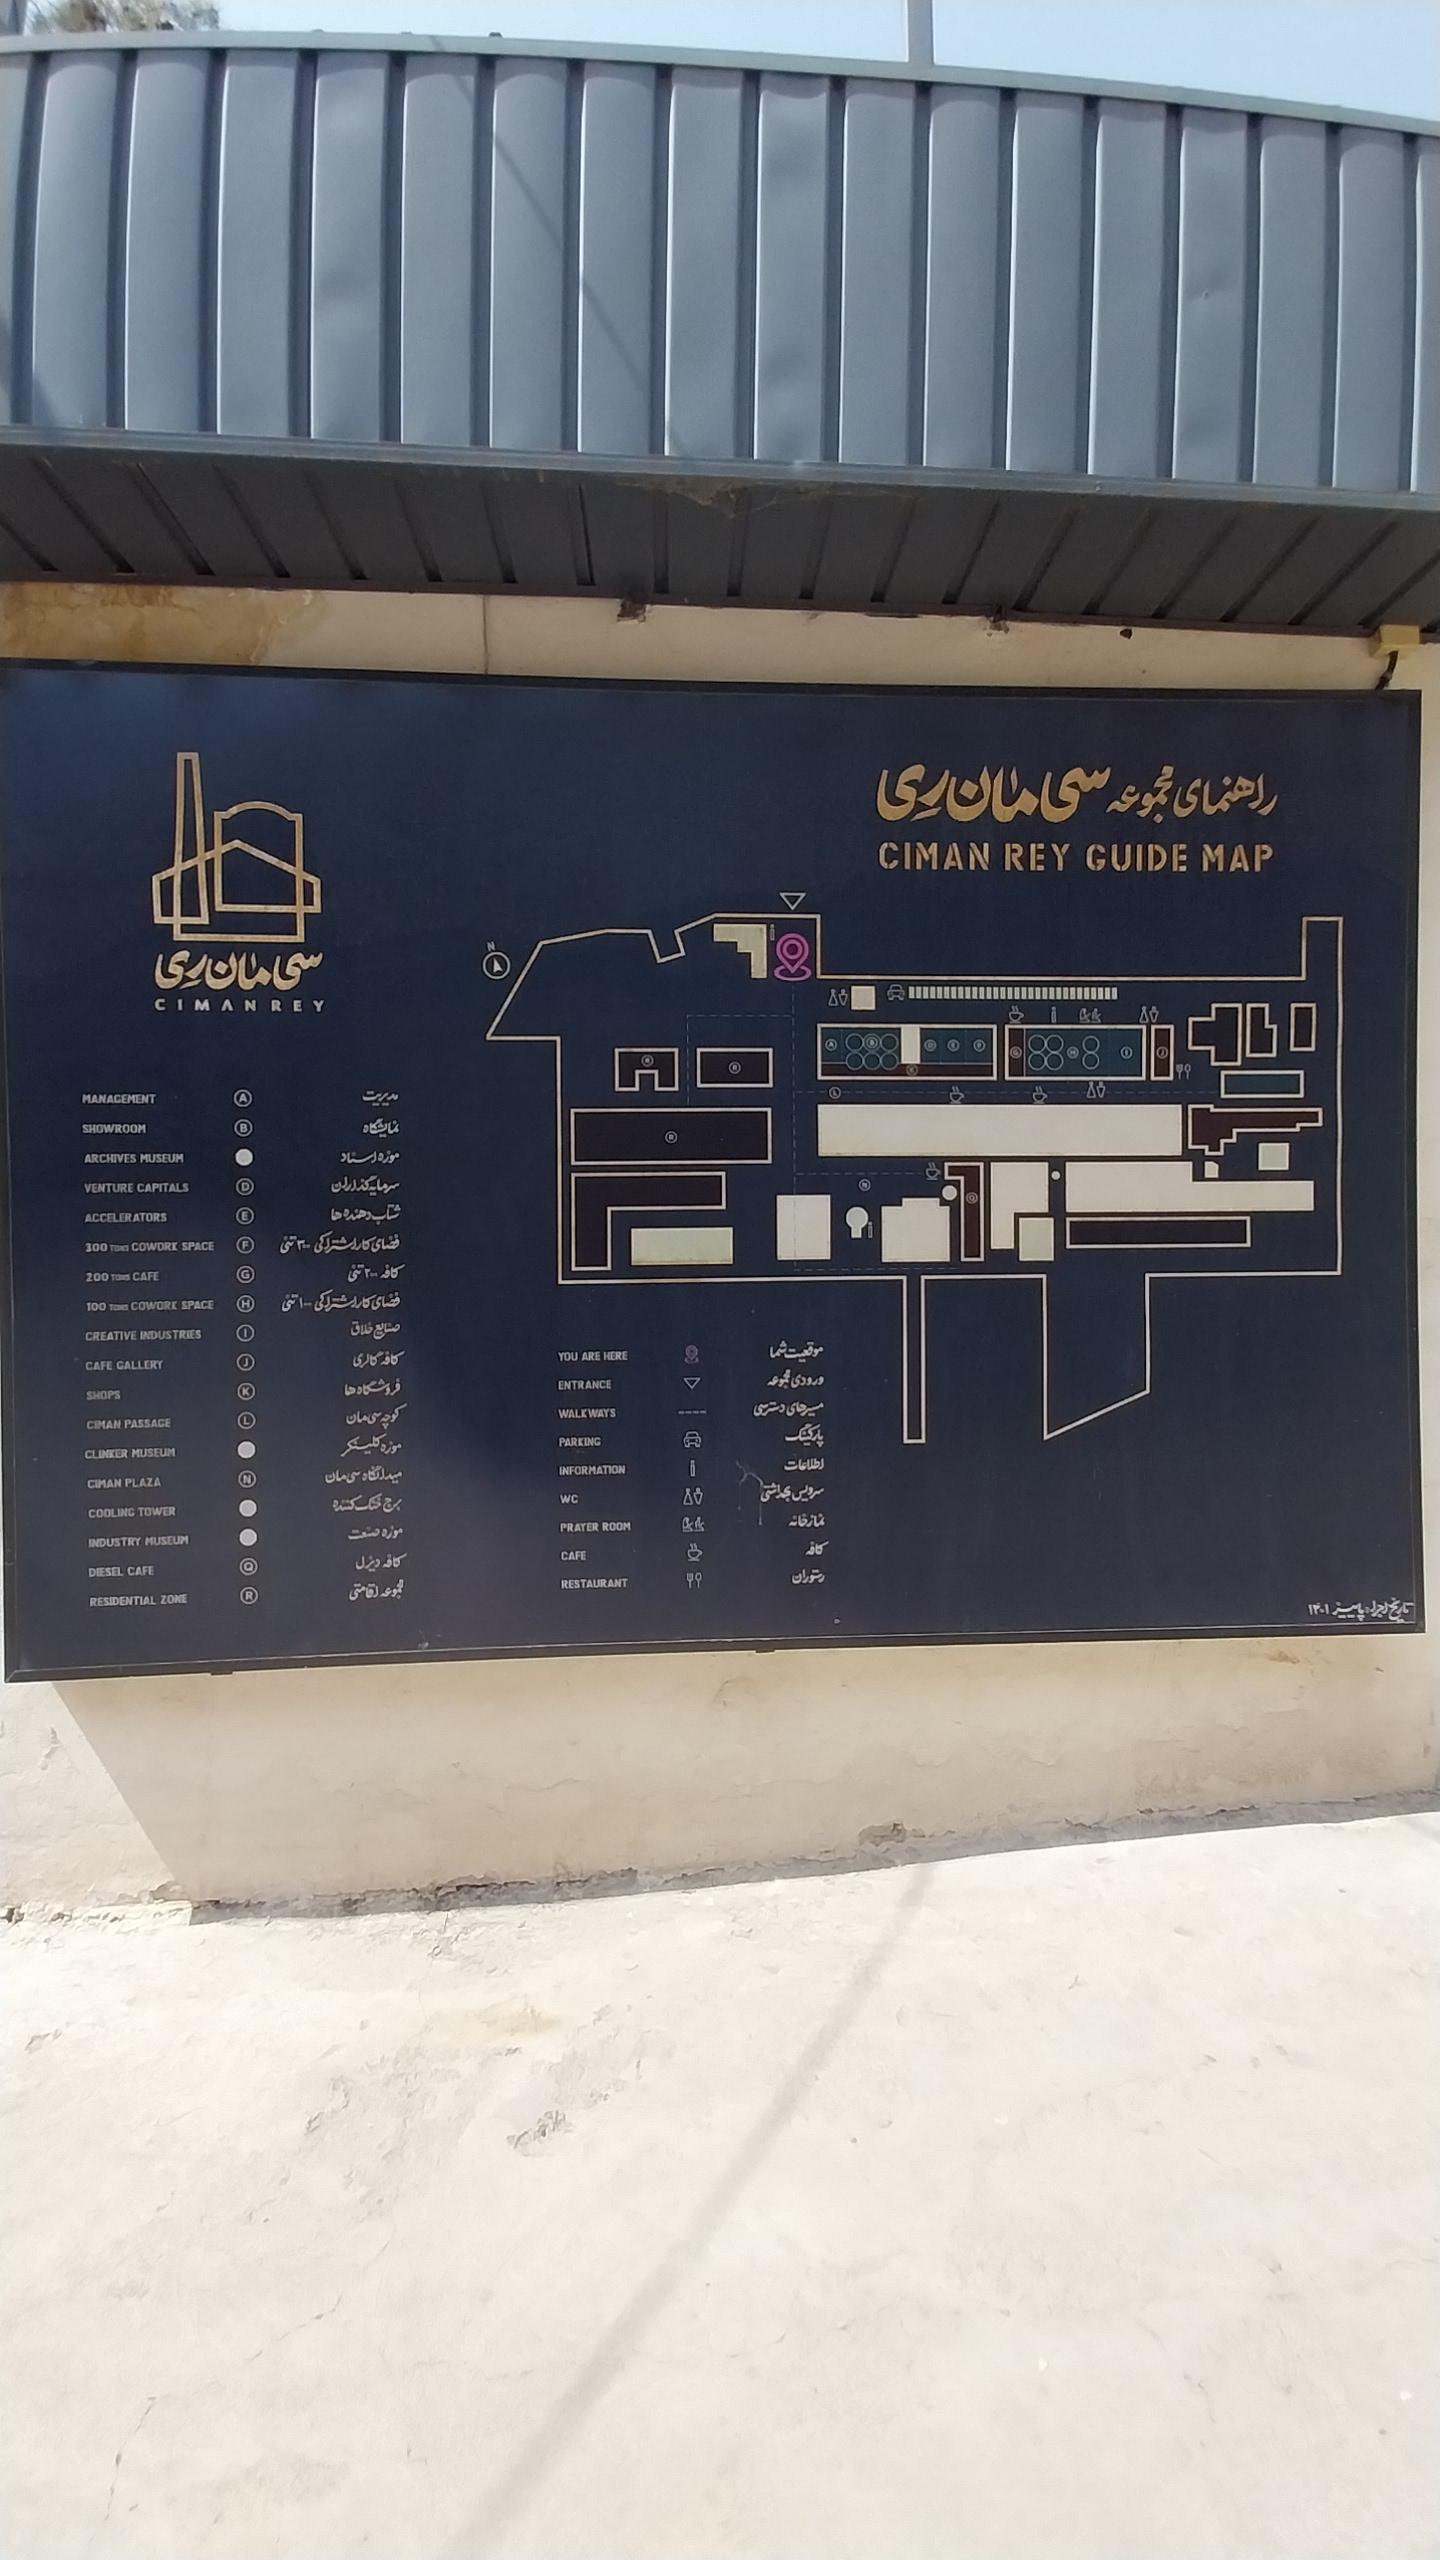 سی‌مان‌ری
CIMANREY
راهنمای مجموعه سی‌مان‌رِی
CIMAN REY GUIDE MAP
N
MANAGEMENT A مدیریت
SHOWROOM B نمایشگاه
ARCHIVES MUSEUM موزه اسناد
VENTURE CAPITALS D سرمایه‌گذاران
ACCELERATORS E شتاب‌دهنده‌ها
300 TONS COWORK SPACE F فضای کار اشتراکی ۳۰۰ تنی
200 TONS CAFE G کافه ۲۰۰ تنی
100 TONS COWORK SPACE H فضای کار اشتراکی ۱۰۰ تنی
CREATIVE INDUSTRIES I صنایع خلاق
CAFE GALLERY J کافه گالری
SHOPS K فروشگاه‌ها
CIMAN PASSAGE L کوچه سی‌مان
CLINKER MUSEUM موزه کلینکر
CIMAN PLAZA N میدانگاه سی‌مان
COOLING TOWER برج خنک‌کننده
INDUSTRY MUSEUM موزه صنعت
DIESEL CAFE Q کافه دیزل
RESIDENTIAL ZONE R مجموعه اقامتی
A B D E F K
G H I J
R R
L
R
N Q
YOU ARE HERE موقعیت شما
ENTRANCE ورودی مجموعه
WALKWAYS مسیرهای دسترسی
PARKING پارکینگ
INFORMATION اطلاعات
WC سرویس بهداشتی
PRAYER ROOM نمازخانه
CAFE کافه
RESTAURANT رستوران
تاریخ اجرا: پاییز ۱۴۰۱